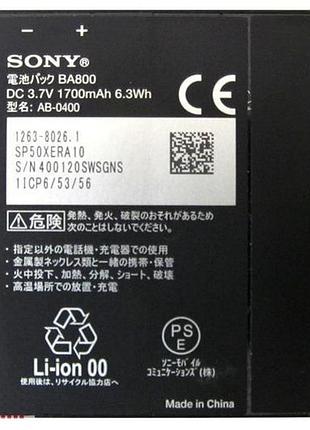 − +
SONY®
電池パック BA800
DC 3.7V 1700mAh 6.3Wh
型名: AB-0400
CE
1263-8026.1
SP50XERA10
S/N400120SWSGNS
1ICP6/53/56
⚠危険
発熱、発火、破裂のおそれがあるため
次のことはしないでください。
・指定以外の電話機・充電器での使用
・金属製ネックレス類と一緒の携帯・保管
・火中投下、加熱、分解、ショート、破壊
・高温場所での放置・充電
Li-ion 00
使用後は、リサイクル協力店へ
PS
E
ソニーモバイル
コミュニケーションズ(株)
Made in China